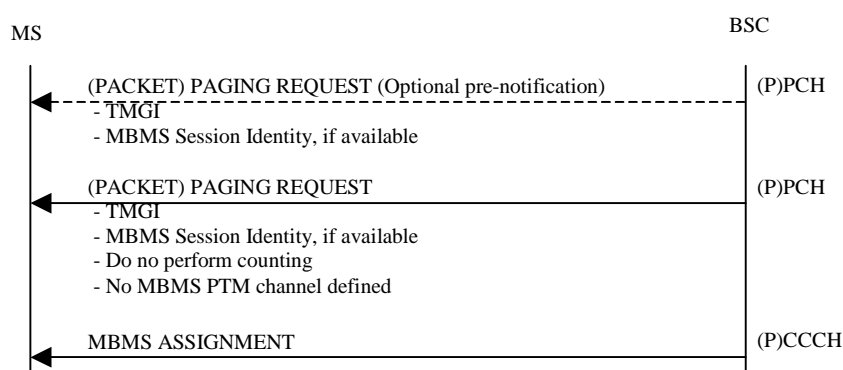 MS
BSC
(PACKET) PAGING REQUEST (Optional pre-notification)
(P)PCH
- TMGI
- MBMS Session Identity, if available
(PACKET) PAGING REQUEST
(P)PCH
- TMGI
- MBMS Session Identity, if available
- Do no perform counting
- No MBMS PTM channel defined
MBMS ASSIGNMENT
(P)CCCH